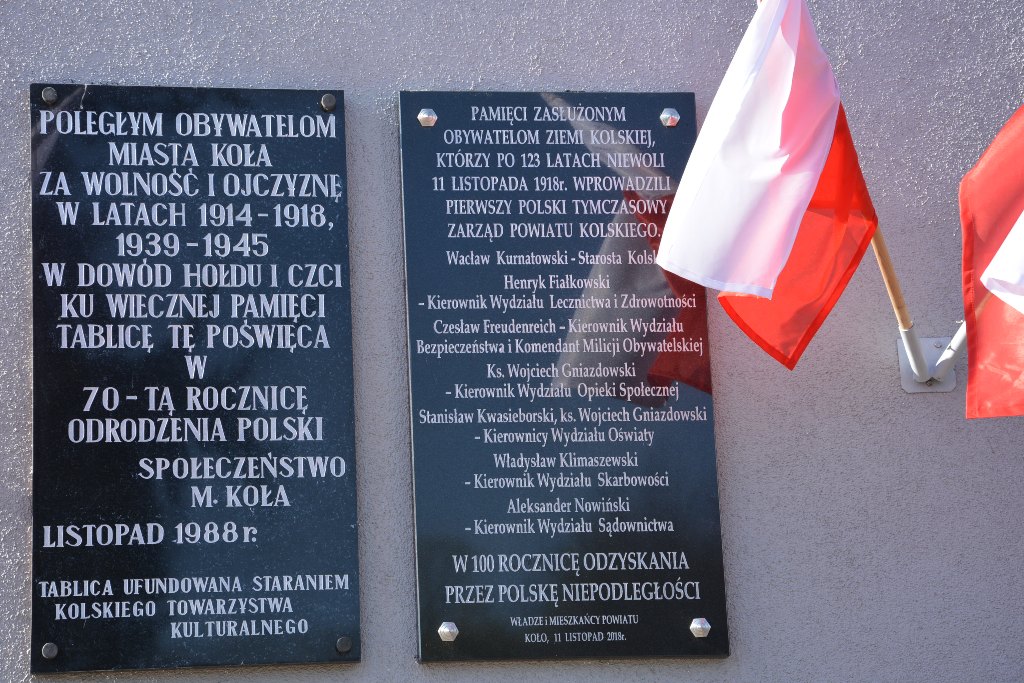 POLEGŁYM OBYWATELOM
MIASTA KOŁA
ZA WOLNOŚĆ I OJCZYZNĘ
W LATACH 1914-1918,
1939-1945
W DOWÓD HOŁDU I CZCI
KU WIECZNEJ PAMIĘCI
TABLICĘ TĘ POŚWIĘCA
W
70-TĄ ROCZNICĘ
ODRODZENIA POLSKI
SPOŁECZEŃSTWO
M. KOŁA
LISTOPAD 1988 r.
TABLICA UFUNDOWANA STARANIEM
KOLSKIEGO TOWARZYSTWA
KULTURALNEGO
PAMIĘCI ZASŁUŻONYM
OBYWATELOM ZIEMI KOLSKIEJ,
KTÓRZY PO 123 LATACH NIEWOLI
11 LISTOPADA 1918r. WPROWADZILI
PIERWSZY POLSKI TYMCZASOWY
ZARZĄD POWIATU KOLSKIEGO.
Wacław Kurnatowski - Starosta
Henryk Fiałkowski
– Kierownik Wydziału Lecznictwa i Zdrowotności
Czesław Freudenreich – Kierownik Wydziału
Bezpieczeństwa i Komendant Milicji Obywatelskiej
Ks. Wojciech Gniazdowski
– Kierownik Wydziału Opieki Społecznej
Stanisław Kwasieborski, ks. Wojciech Gniazdowski
– Kierownicy Wydziału Oświaty
Władysław Klimaszewski
– Kierownik Wydziału Skarbowości
Aleksander Nowiński
– Kierownik Wydziału Sądownictwa
W 100 ROCZNICĘ ODZYSKANIA
PRZEZ POLSKĘ NIEPODLEGŁOŚCI
WŁADZE i MIESZKAŃCY POWIATU
KOŁO, 11 LISTOPAD 2018r.